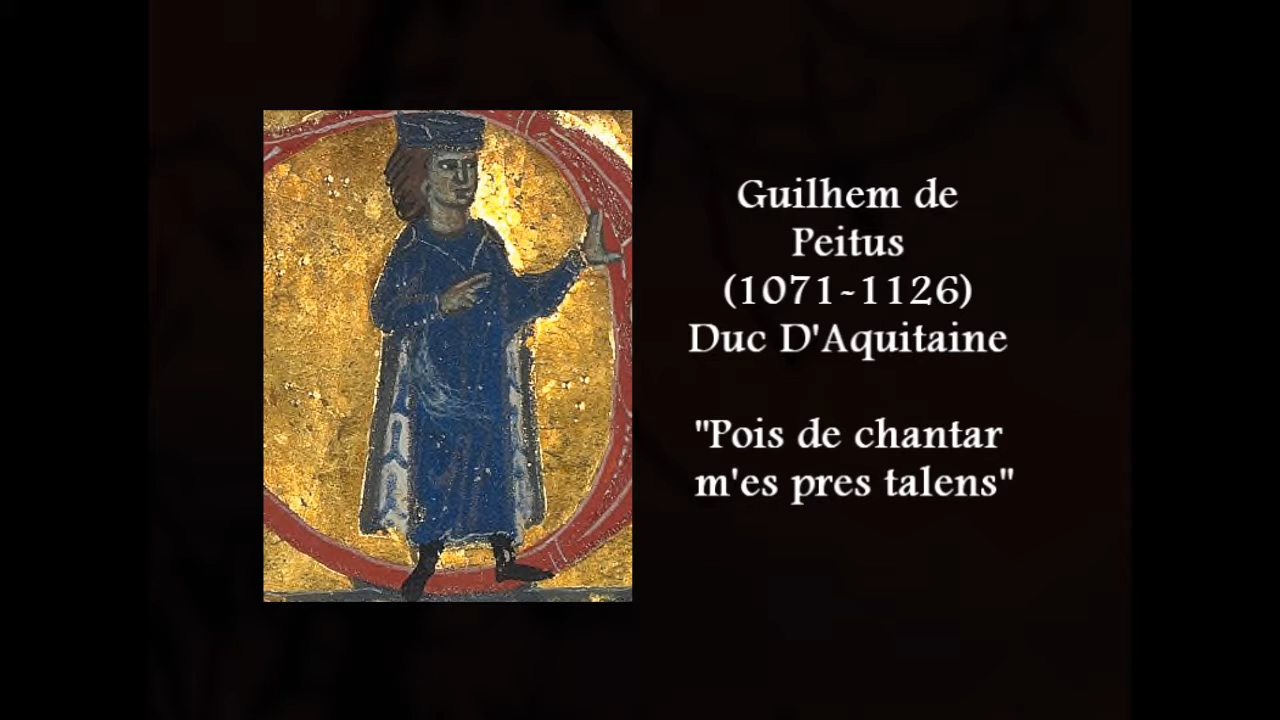 Guilhem de
Peitus
(1071~1126)
Duc D'Aquitaine
"Pois de chantar
m'es pres talens"